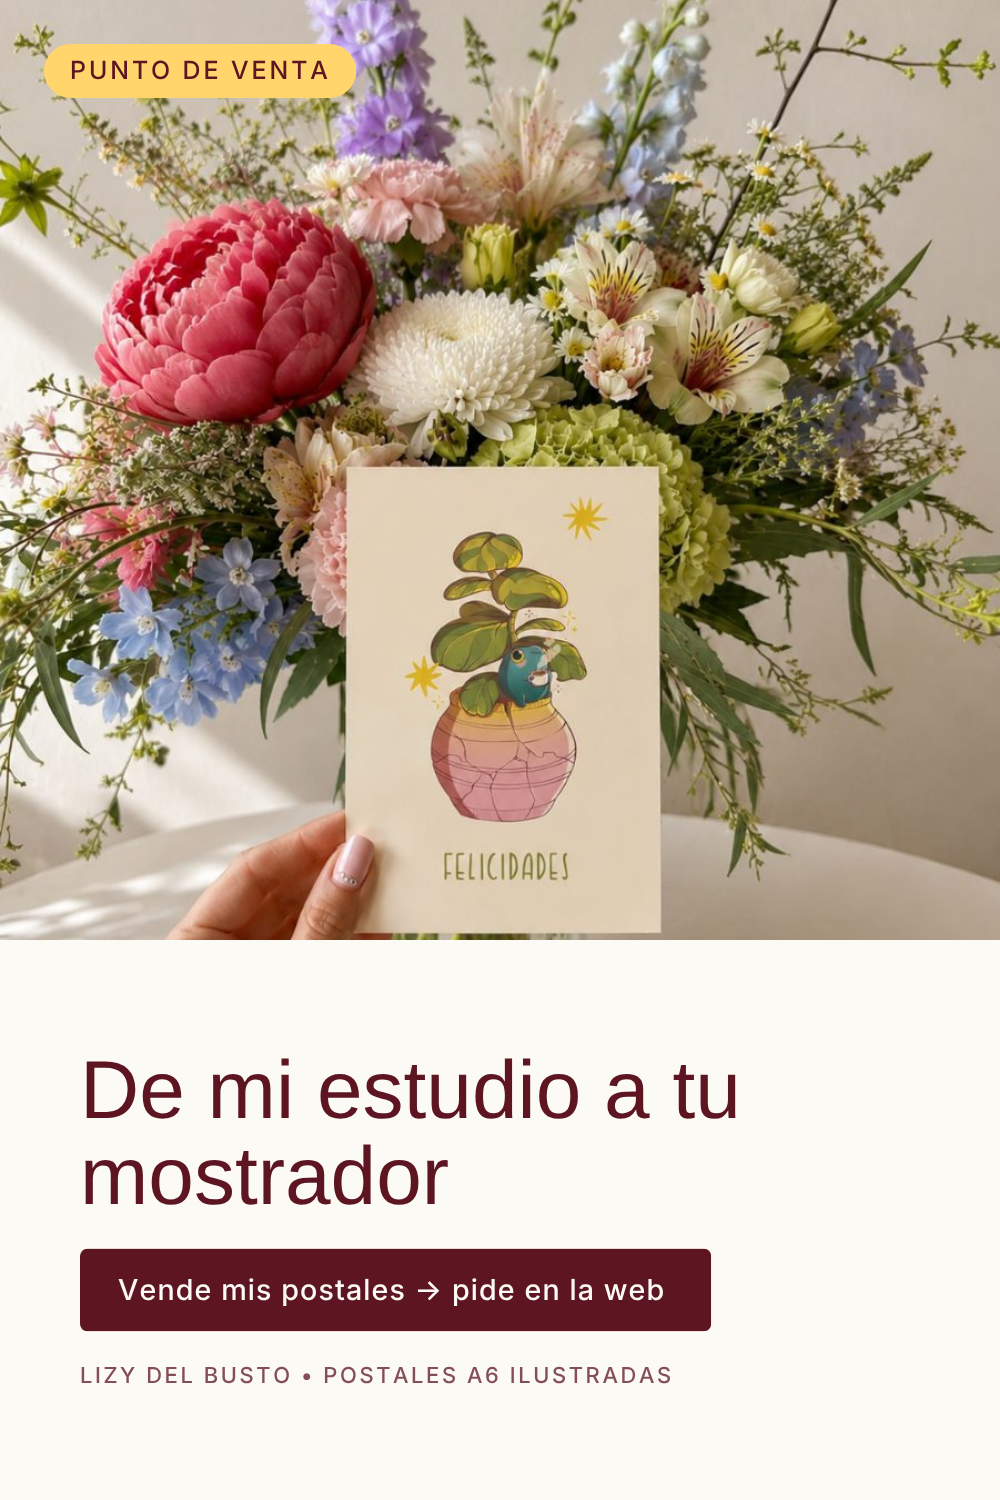 PUNTO DE VENTA
FELICIDADES
De mi estudio a tu
mostrador
Vende mis postales → pide en la web
LIZY DEL BUSTO • POSTALES A6 ILUSTRADAS